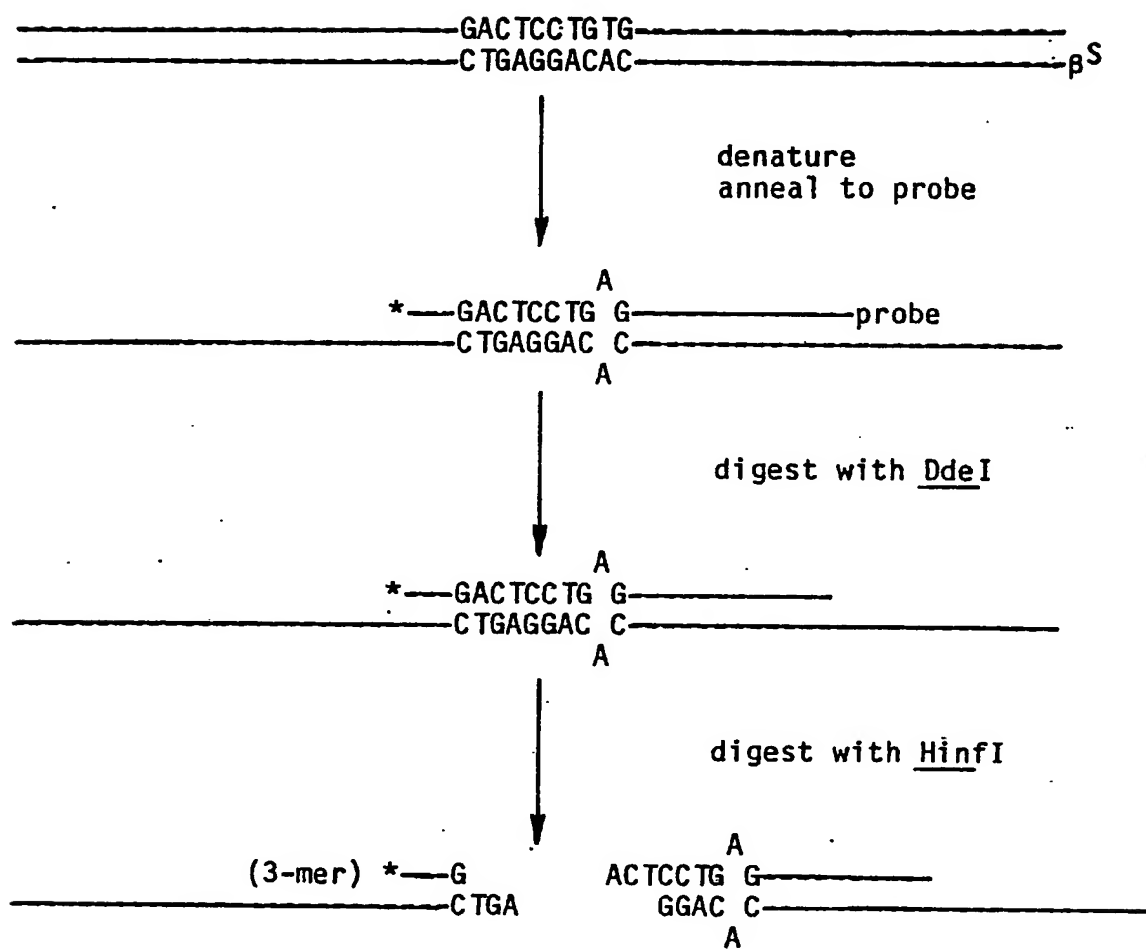 GACTCCTGTG
CTGAGGACAC
βS
denature
anneal to probe
A
*—GACTCCTG G—probe
CTGAGGAC C
A
digest with DdeI
A
*—GACTCCTG G
CTGAGGAC C
A
digest with HinfI
A
(3-mer) *—G ACTCCTG G
CTGA GGAC C
A